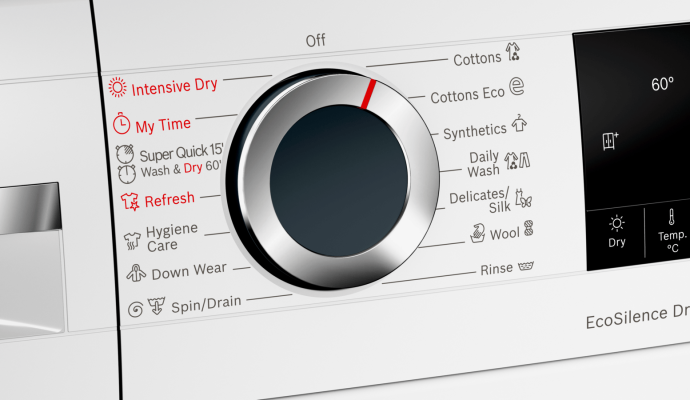 Off
Intensive Dry
My Time
Super Quick 15'
Wash & Dry 60'
Refresh
Hygiene
Care
Down Wear
Spin/Drain
Cottons
Cottons Eco
Synthetics
Daily
Wash
Delicates/
Silk
Wool
Rinse
60°
Dry
Temp.
°C
EcoSilence Dr